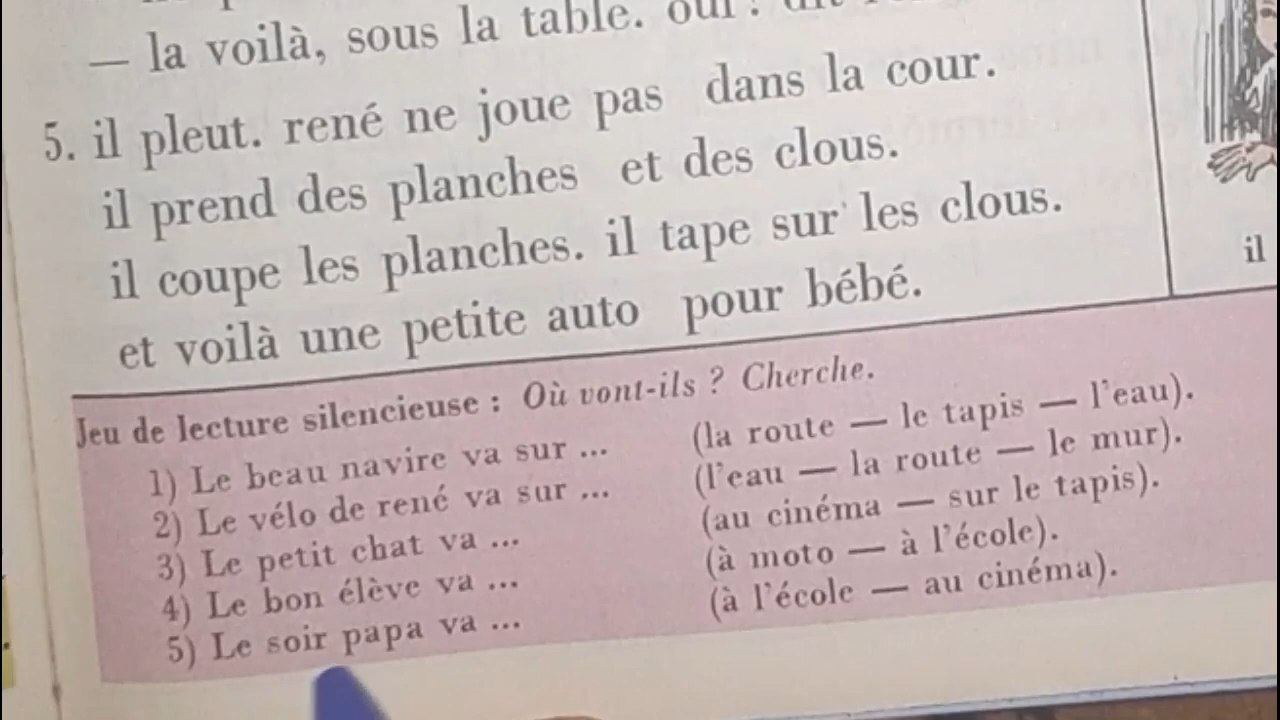 — la voilà, sous la table. oui !
5. il pleut. rené ne joue pas dans la cour.
il prend des planches et des clous.
il coupe les planches. il tape sur les clous.
et voilà une petite auto pour bébé.
il
Jeu de lecture silencieuse : Où vont-ils ? Cherche.
1) Le beau navire va sur ... (la route — le tapis — l'eau).
2) Le vélo de rené va sur ... (l'eau — la route — le mur).
3) Le petit chat va ... (au cinéma — sur le tapis).
4) Le bon élève va ... (à moto — à l'école).
5) Le soir papa va ... (à l'école — au cinéma).